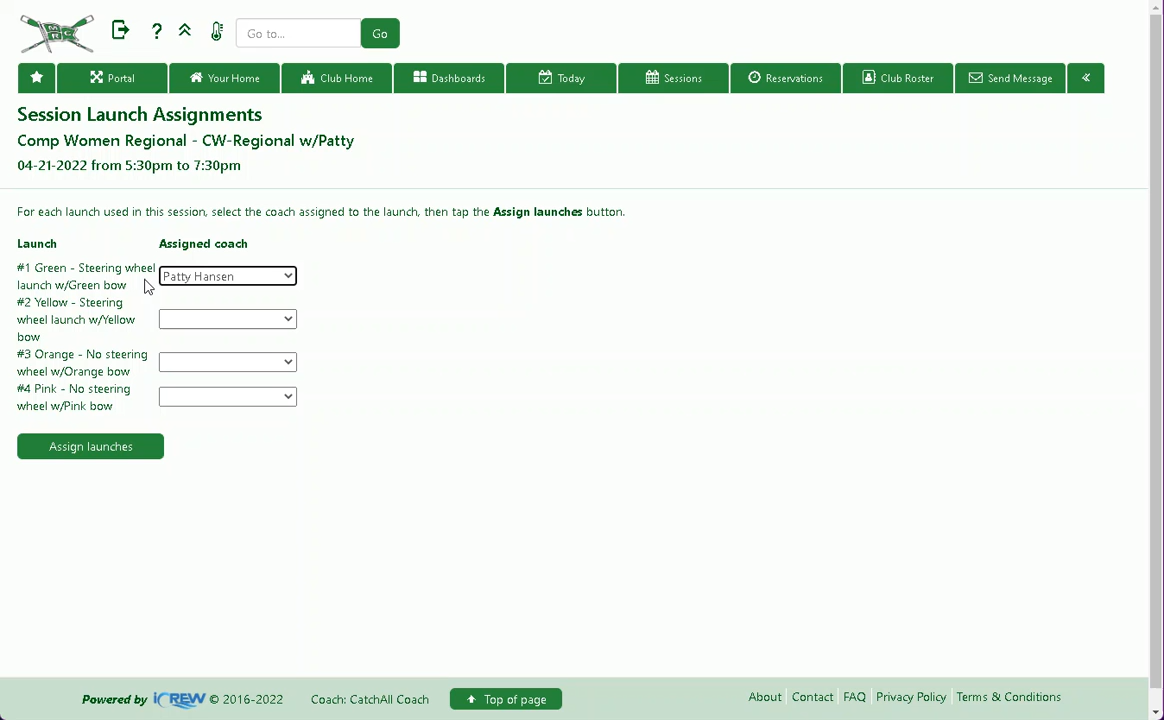 Go to...
Go
Portal
Your Home
Club Home
Dashboards
Today
Sessions
Reservations
Club Roster
Send Message
Session Launch Assignments
Comp Women Regional - CW-Regional w/Patty
04-21-2022 from 5:30pm to 7:30pm
For each launch used in this session, select the coach assigned to the launch, then tap the Assign launches button.
Launch Assigned coach
#1 Green - Steering wheel
launch w/Green bow
Patty Hansen
#2 Yellow - Steering
wheel launch w/Yellow
bow
#3 Orange - No steering
wheel w/Orange bow
#4 Pink - No steering
wheel w/Pink bow
Assign launches
Powered by iCREW © 2016-2022 Coach: CatchAll Coach Top of page About Contact FAQ Privacy Policy Terms & Conditions